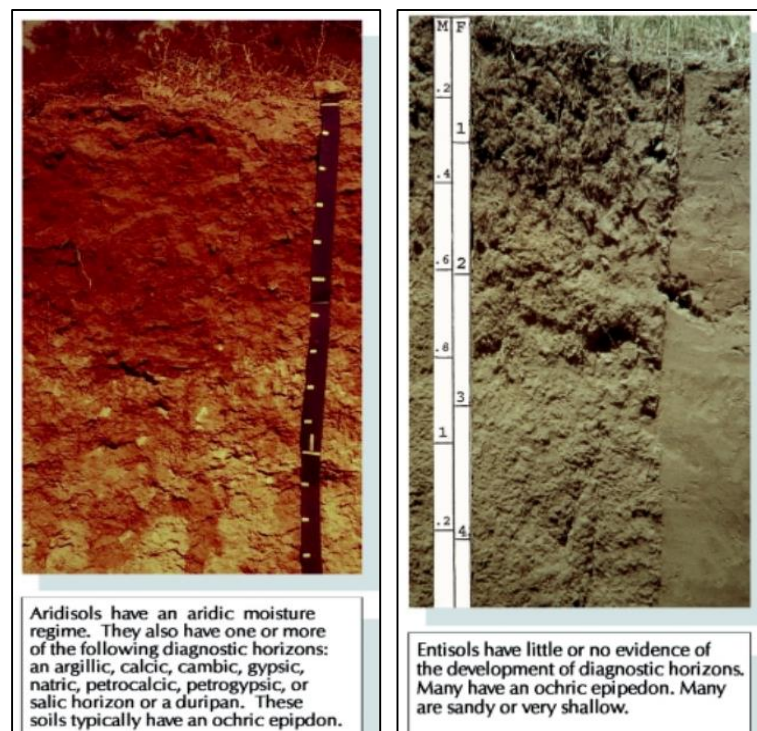 Aridisols have an aridic moisture
regime. They also have one or more
of the following diagnostic horizons:
an argillic, calcic, cambic, gypsic,
natric, petrocalcic, petrogypsic, or
salic horizon or a duripan. These
soils typically have an ochric epipdon.
M F
.2
1
.4
.6
2
.8
3
1
.2
4
Entisols have little or no evidence of
the development of diagnostic horizons.
Many have an ochric epipedon. Many
are sandy or very shallow.